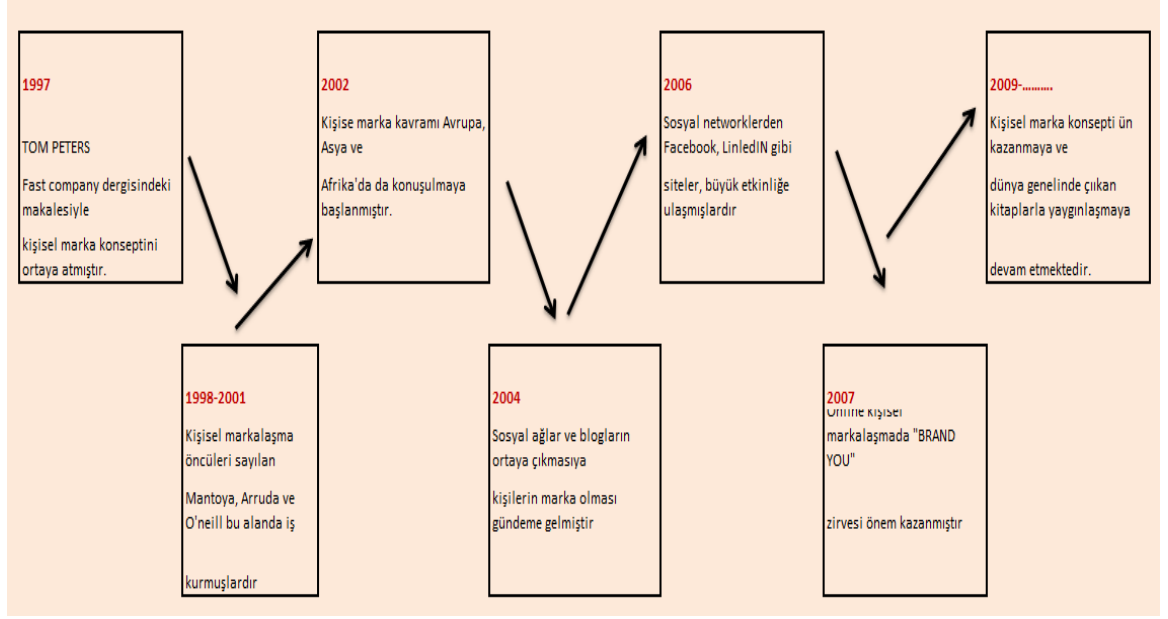 1997
TOM PETERS
Fast company dergisindeki
makalesiyle
kişisel marka konseptini
ortaya atmıştır.
1998-2001
Kişisel markalaşma
öncüleri sayılan
Mantoya, Arruda ve
O'neill bu alanda iş
kurmuşlardır
2002
Kişise marka kavramı Avrupa,
Asya ve
Afrika'da da konuşulmaya
başlanmıştır.
2004
Sosyal ağlar ve blogların
ortaya çıkmasıya
kişilerin marka olması
gündeme gelmiştir
2006
Sosyal networklerden
Facebook, LinledIN gibi
siteler, büyük etkinliğe
ulaşmışlardır
2007
Online kişisel
markalaşmada "BRAND
YOU"
zirvesi önem kazanmıştır
2009-..........
Kişisel marka konsepti ün
kazanmaya ve
dünya genelinde çııkan
kitaplarla yaygınlaşmaya
devam etmektedir.